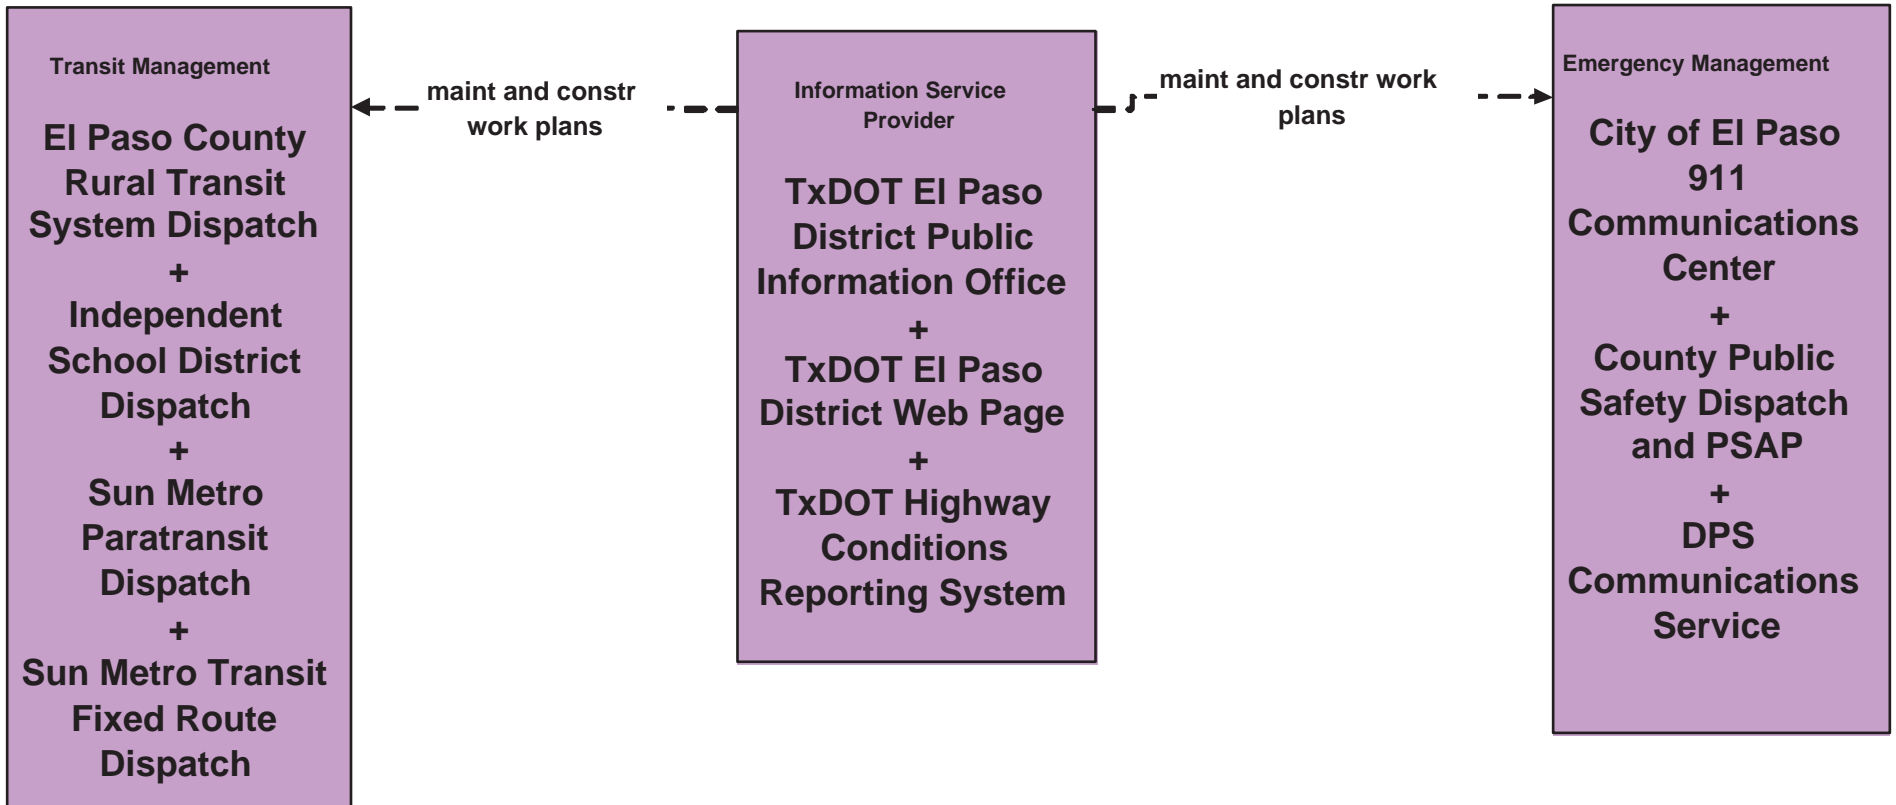 Transit Management
El Paso County
Rural Transit
System Dispatch
+
Independent
School District
Dispatch
+
Sun Metro
Paratransit
Dispatch
+
Sun Metro Transit
Fixed Route
Dispatch
maint and constr
work plans
Information Service
Provider
TxDOT El Paso
District Public
Information Office
+
TxDOT El Paso
District Web Page
+
TxDOT Highway
Conditions
Reporting System
maint and constr work
plans
Emergency Management
City of El Paso
911
Communications
Center
+
County Public
Safety Dispatch
and PSAP
+
DPS
Communications
Service